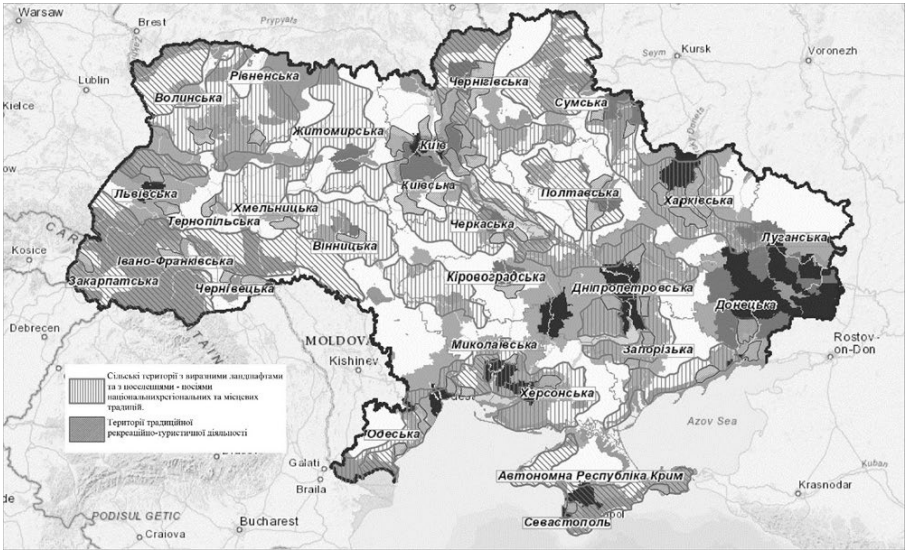 Warsaw
Brest
Prypyats
Kursk
Voronezh
Seym
Lublin
Kielce
Волинська
Рівненська
Чернігівська
Сумська
Житомирська
Київ
Київська
Львівська
Тернопільська
Хмельницька
Полтавська
Харківська
Черкаська
Луганська
Košice
Закарпатська
Івано-Франківська
Чернівецька
Вінницька
Кіровоградська
Дніпропетровська
Донецька
Debrecen
MOLDOVA
Kishinev
Миколаївська
Запорізька
Rostov-
on-Don
Сільські території з виразними ландшафтами
та з поселеннями - носіями
національнихрегіональних та місцевих
традицій.
Території традиційної
рекреаційно-туристичної діяльності
Херсонська
Одеська
Azov Sea
Galati
Braila
Автономна Республіка Крим
Севастополь
Kuban
Krasnodar
PODISUL GETIC
Bucharest
Craiova